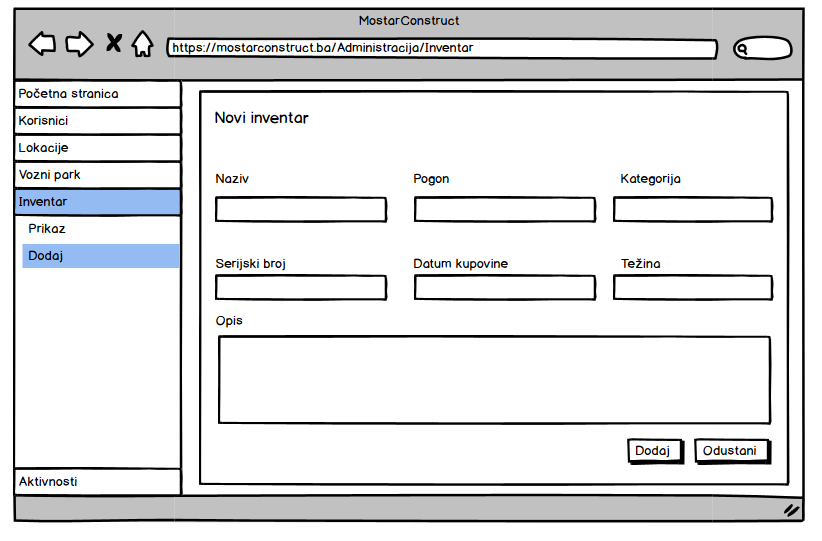 MostarConstruct
https://mostarconstruct.ba/Administracija/Inventar
Početna stranica
Korisnici
Lokacije
Vozni park
Inventar
Prikaz
Dodaj
Aktivnosti
Novi inventar
Naziv Pogon Kategorija
Serijski broj Datum kupovine Težina
Opis
Dodaj Odustani